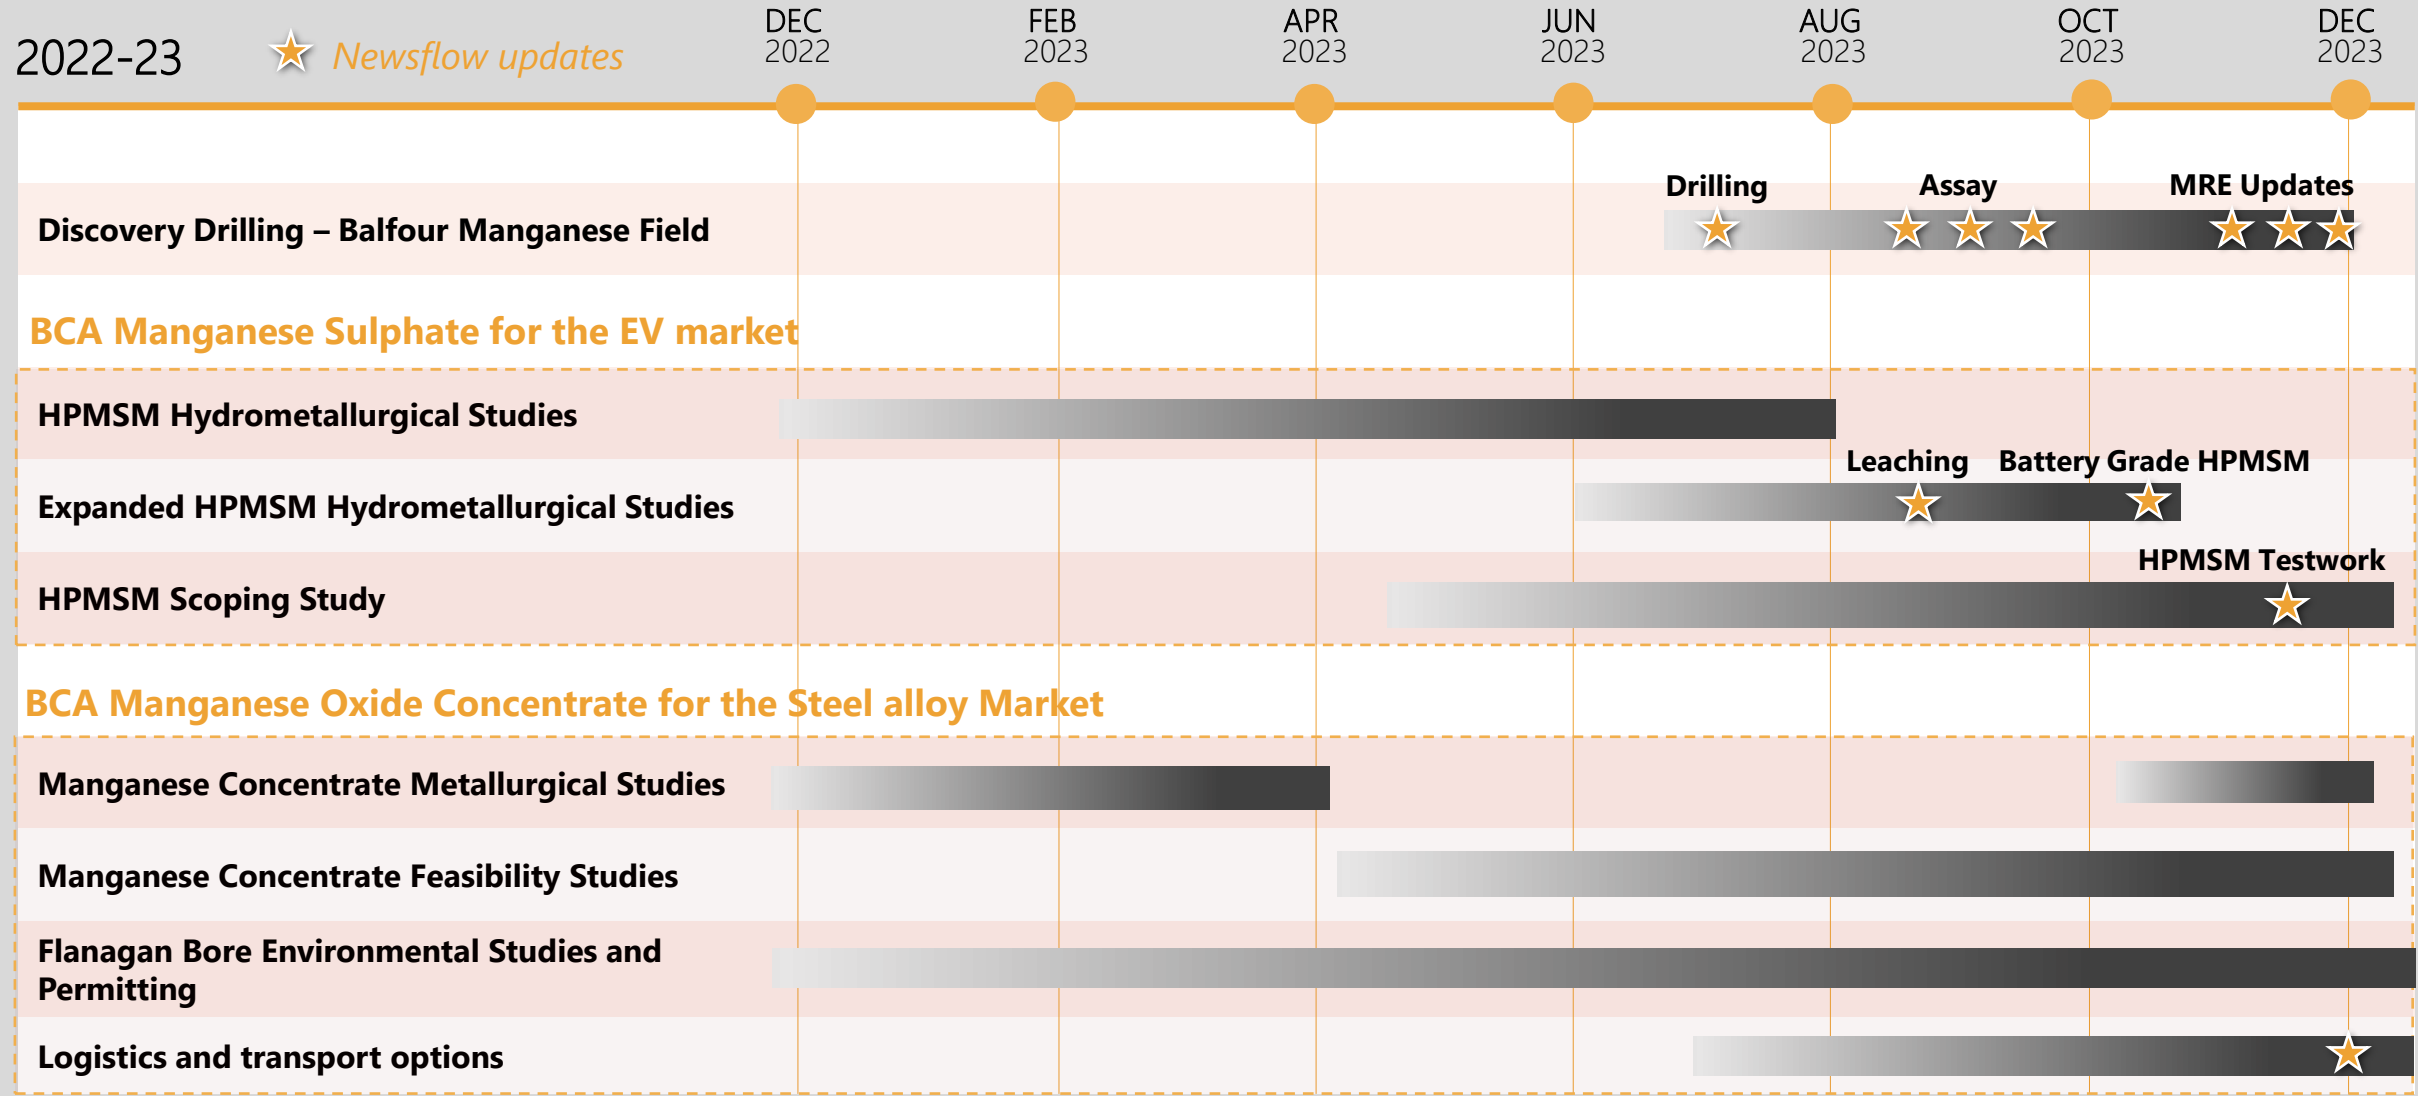 2022-23
Newsflow updates
DEC
2022
FEB
2023
APR
2023
JUN
2023
AUG
2023
OCT
2023
DEC
2023
Drilling
Assay
MRE Updates
Discovery Drilling – Balfour Manganese Field
BCA Manganese Sulphate for the EV market
HPMSM Hydrometallurgical Studies
Leaching
Battery Grade HPMSM
Expanded HPMSM Hydrometallurgical Studies
HPMSM Testwork
HPMSM Scoping Study
BCA Manganese Oxide Concentrate for the Steel alloy Market
Manganese Concentrate Metallurgical Studies
Manganese Concentrate Feasibility Studies
Flanagan Bore Environmental Studies and
Permitting
Logistics and transport options